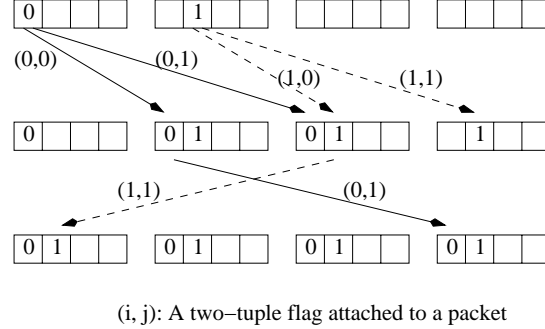 0 1
(0,0) (0,1) (1,0) (1,1)
0 0 1 0 1 1
(1,1) (0,1)
0 1 0 1 0 1 0 1
(i, j): A two−tuple flag attached to a packet